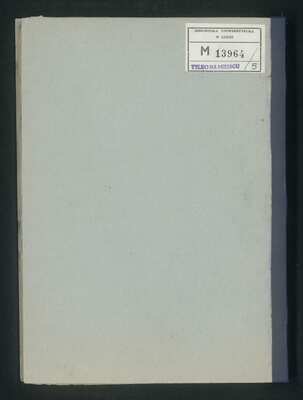 BIBLIOTEKA UNIWERSYTECKA
W ŁODZI
M 13964 / 5
TYLKO NA MIEJSCU